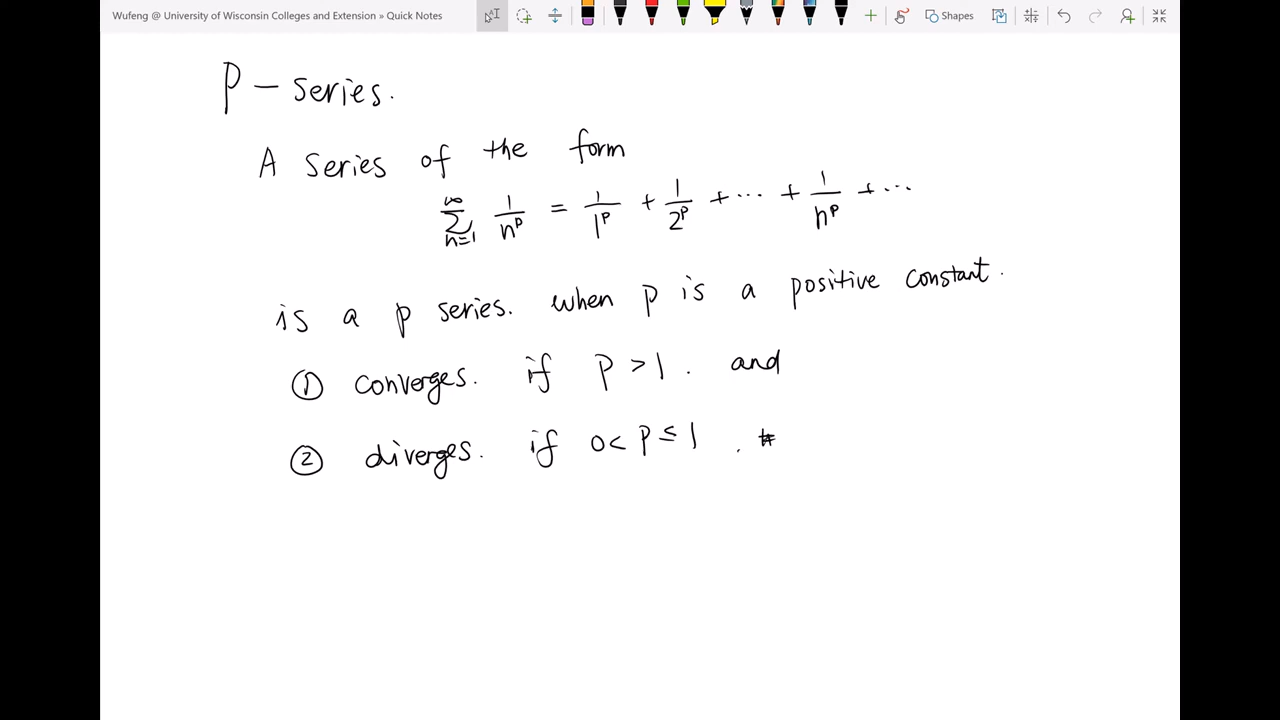 Wufeng @ University of Wisconsin Colleges and Extension » Quick Notes
Shapes
P – series.
A series of the form
∞∑n=1 1/n^p = 1/1^p + 1/2^p + ··· + 1/n^p + ···
is a p series. when p is a positive constant.
① converges. if p > 1. and
② diverges. if 0 < p ≤ 1.